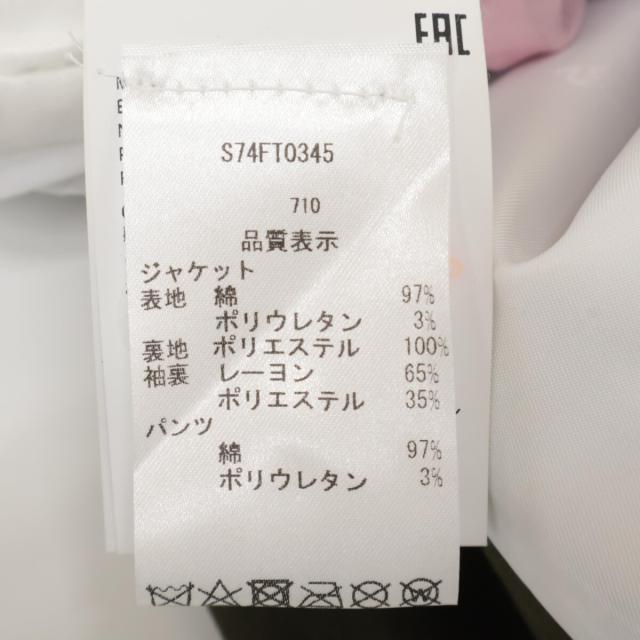 EAC
S74FT0345
710
品質表示
ジャケット
表地 綿 97%
ポリウレタン 3%
裏地 ポリエステル 100%
袖裏 レーヨン 65%
ポリエステル 35%
パンツ
綿 97%
ポリウレタン 3%